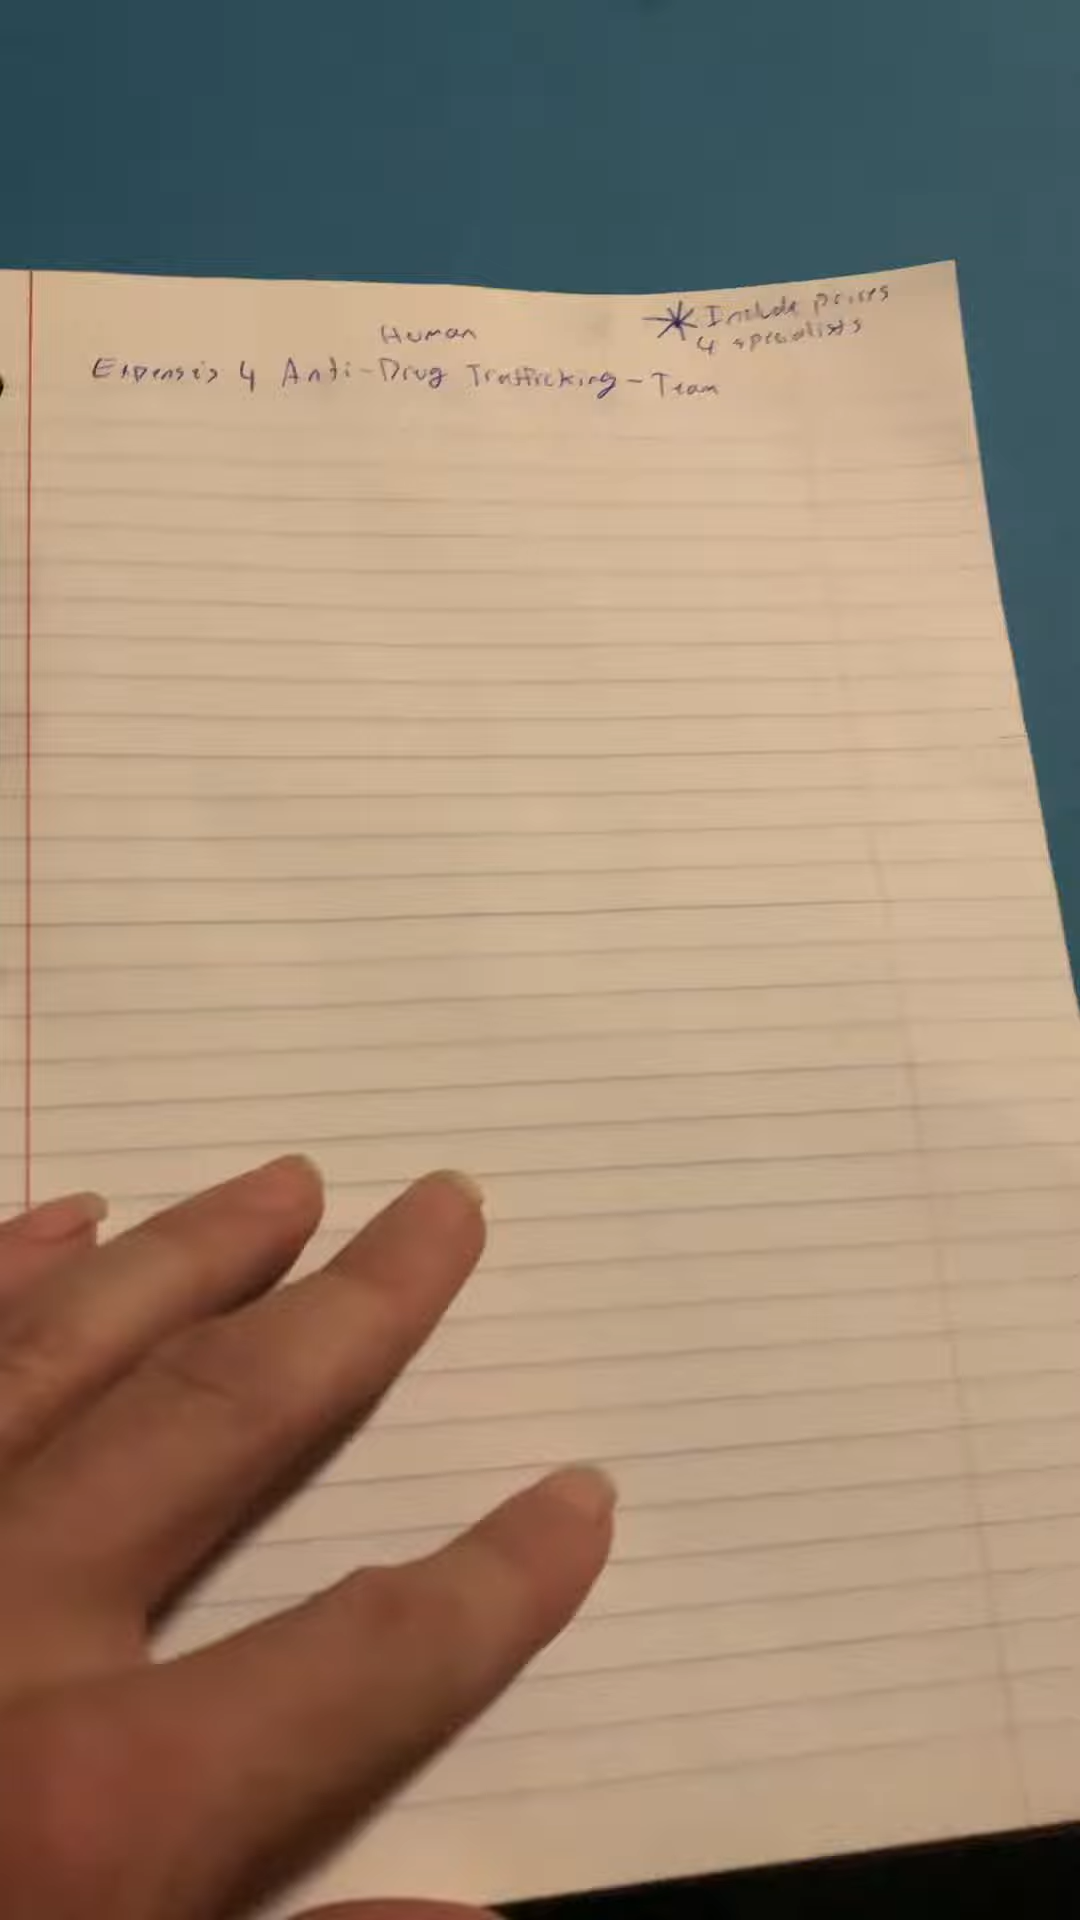 * Include prices
4 specialists
Human
Expenses 4 Anti-Drug Trafficking-Team